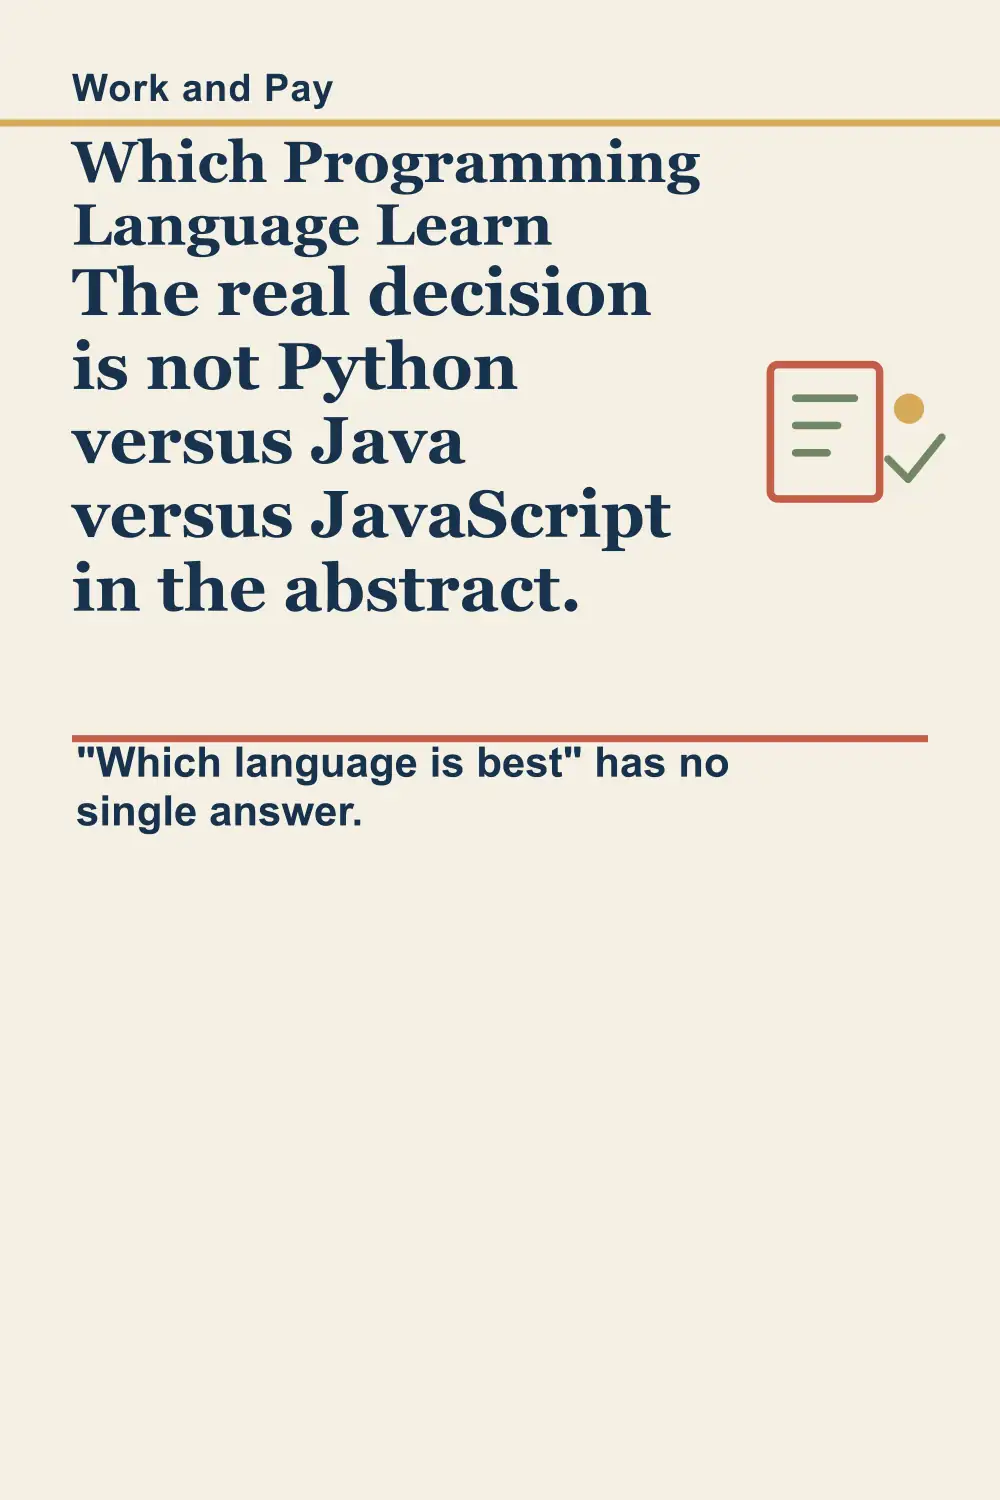 Work and Pay
Which Programming
Language Learn
The real decision
is not Python
versus Java
versus JavaScript
in the abstract.
"Which language is best" has no
single answer.